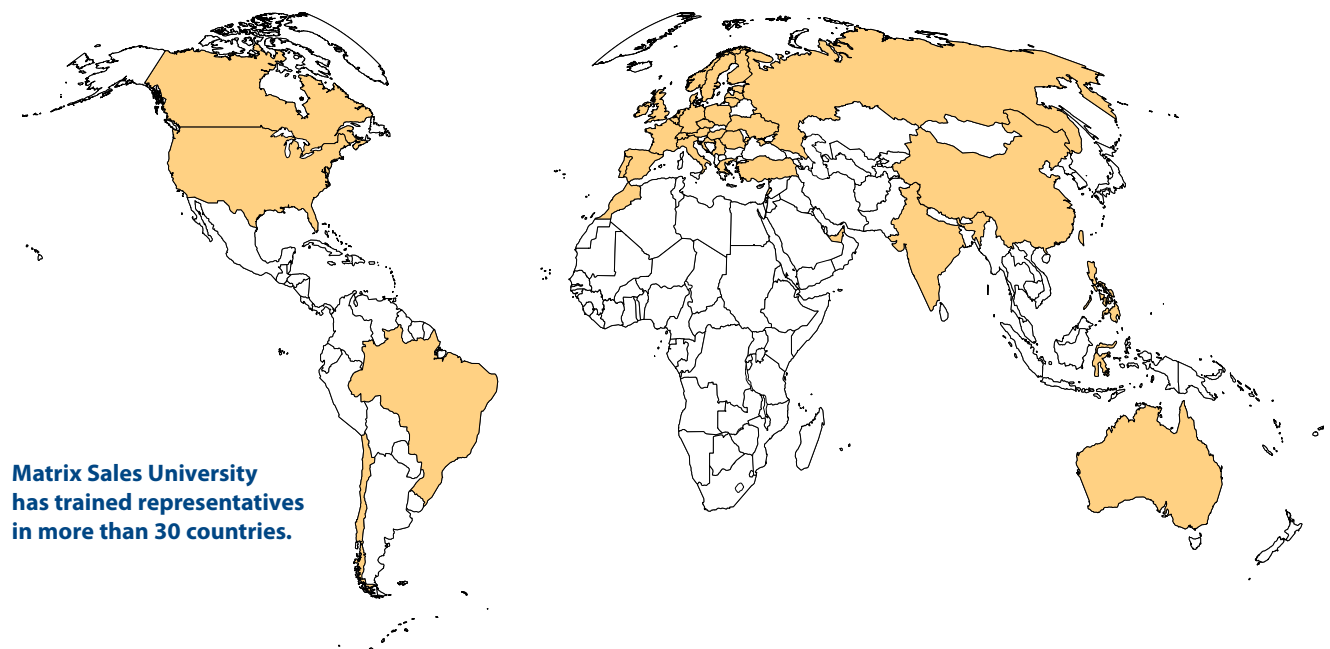 Matrix Sales University
has trained representatives
in more than 30 countries.